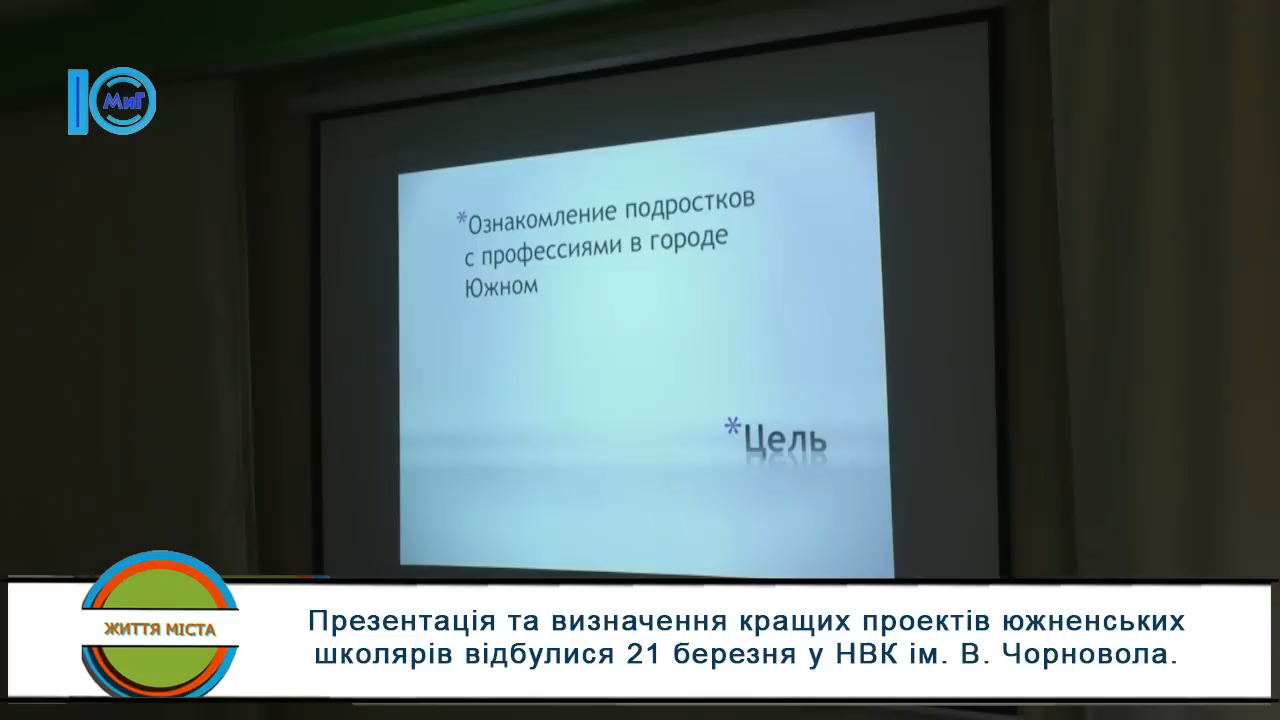 МиГ
*Ознакомление подростков
с профессиями в городе
Южном
*Цель
ЖИТТЯ МІСТА
Презентація та визначення кращих проектів южненських
школярів відбулися 21 березня у НВК ім. В. Чорновола.